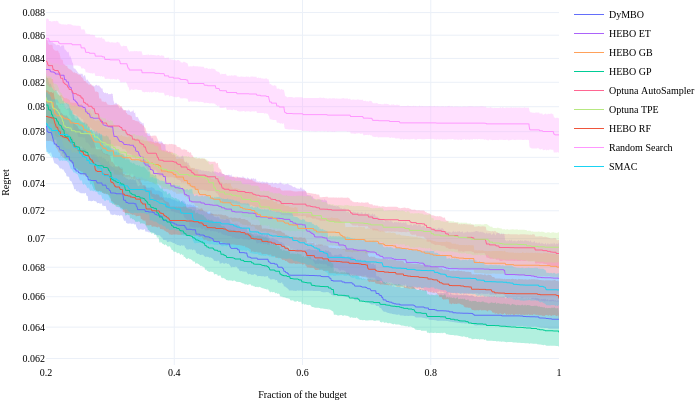 0.088
0.086
0.084
0.082
0.08
0.078
0.076
0.074
0.072
0.07
0.068
0.066
0.064
0.062
Regret
0.2
0.4
0.6
0.8
1
Fraction of the budget
DyMBO
HEBO ET
HEBO GB
HEBO GP
Optuna AutoSampler
Optuna TPE
HEBO RF
Random Search
SMAC